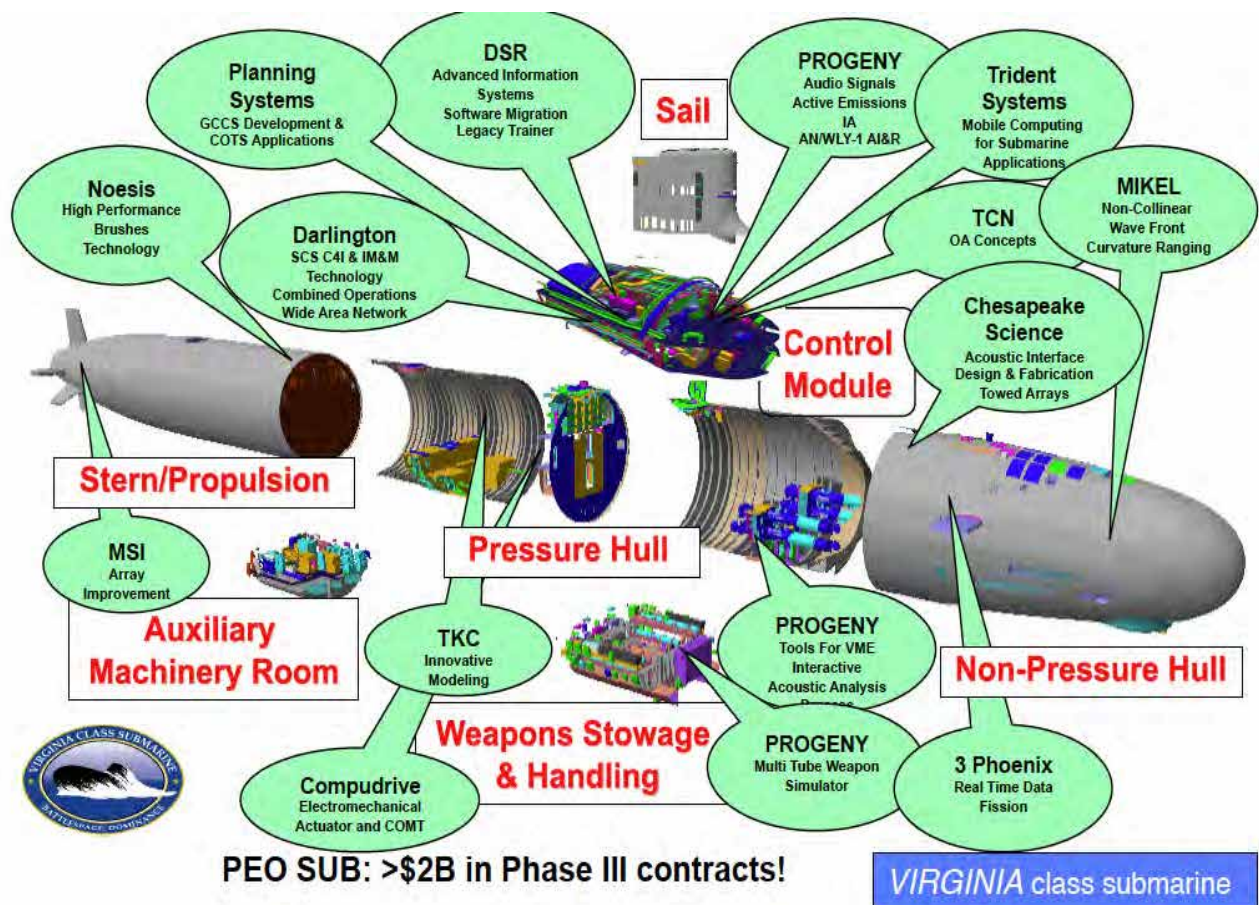 Planning
Systems
GCCS Development &
COTS Applications
DSR
Advanced Information
Systems
Software Migration
Legacy Trainer
Sail
PROGENY
Audio Signals
Active Emissions
IA
AN/WLY-1 AI&R
Trident
Systems
Mobile Computing
for Submarine
Applications
Noesis
High Performance
Brushes
Technology
Darlington
SCS C4I & IM&M
Technology
Combined Operations
Wide Area Network
TCN
OA Concepts
MIKEL
Non-Collinear
Wave Front
Curvature Ranging
Control
Module
Chesapeake
Science
Acoustic Interface
Design & Fabrication
Towed Arrays
Stern/Propulsion
MSI
Array
Improvement
Pressure Hull
Auxiliary
Machinery Room
TKC
Innovative
Modeling
PROGENY
Tools For VME
Interactive
Acoustic Analysis
Non-Pressure Hull
Weapons Stowage
& Handling
PROGENY
Multi Tube Weapon
Simulator
3 Phoenix
Real Time Data
Fission
Compudrive
Electromechanical
Actuator and COMT
VIRGINIA CLASS SUBMARINE
BATTLESPACE DOMINANCE
PEO SUB: >$2B in Phase III contracts!
VIRGINIA class submarine